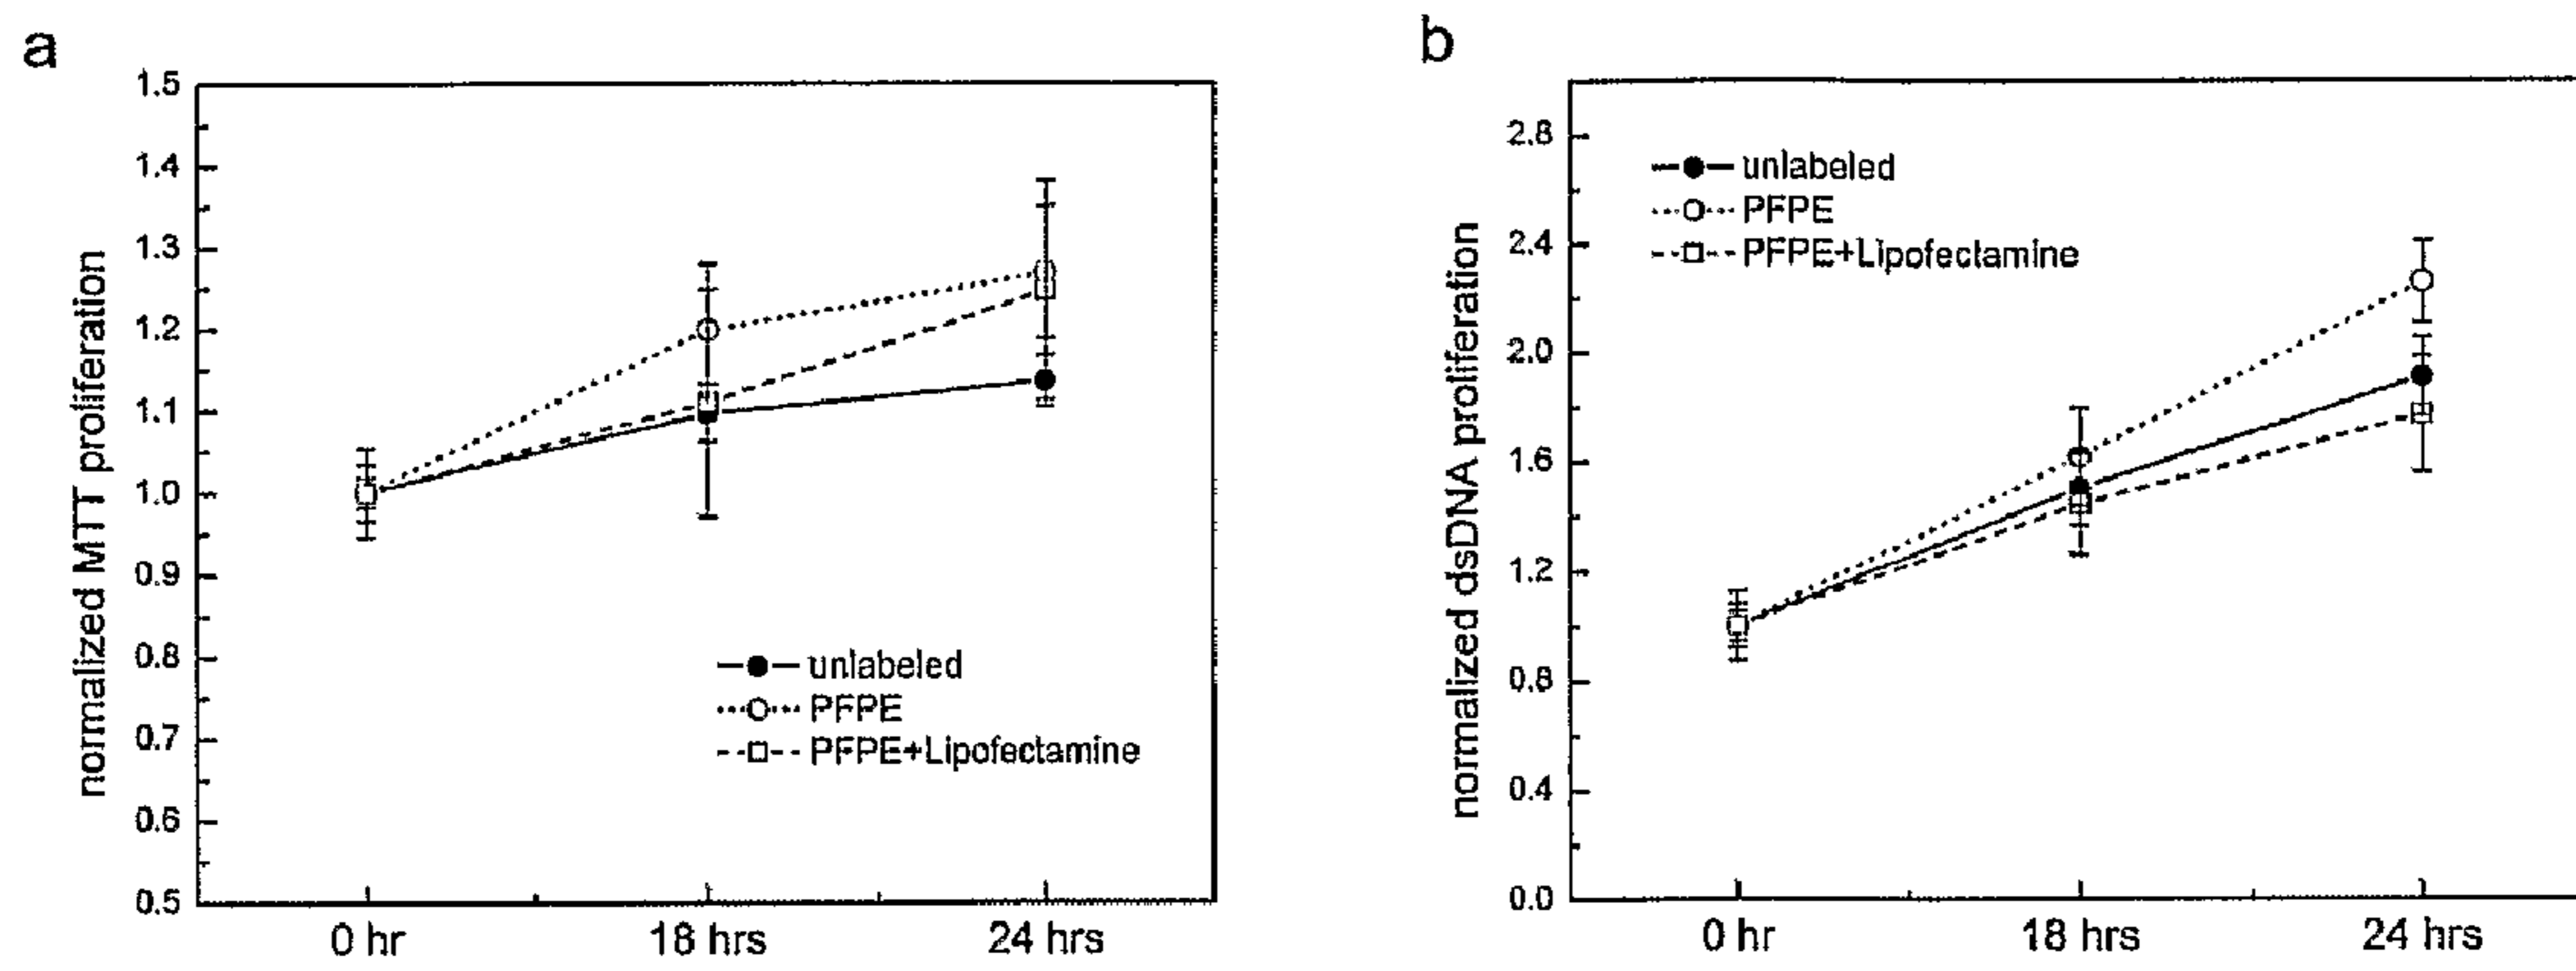 a
normalized MTT proliferation
1.5
1.4
1.3
1.2
1.1
1.0
0.9
0.8
0.7
0.6
0.5
unlabeled
PFPE
PFPE+Lipofectamine
0 hr 18 hrs 24 hrs
b
normalized dsDNA proliferation
2.8
2.4
2.0
1.6
1.2
0.8
0.4
0.0
unlabeled
PFPE
PFPE+Lipofectamine
0 hr 18 hrs 24 hrs